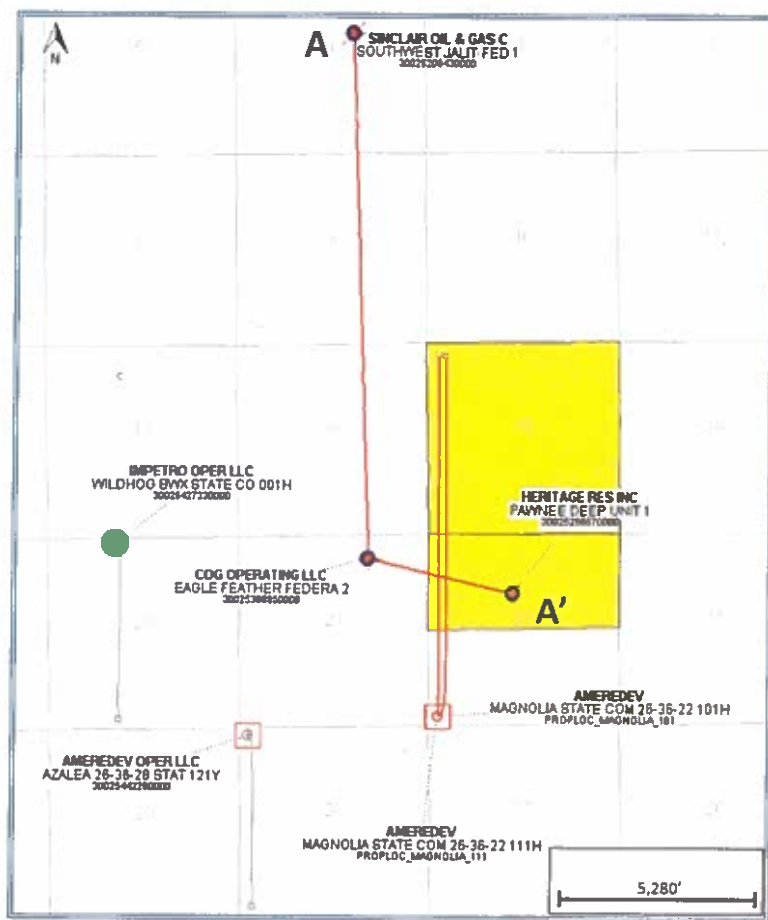 N
A
SINCLAIR OIL & GAS C
SOUTHWEST JALIT FED 1
IMPETRO OPER LLC
WILDHOG BWX STATE CO 001H
HERITAGE RES INC
PAWNEE DEEP UNIT 1
COG OPERATING LLC
EAGLE FEATHER FEDERA 2
A'
AMEREDEV
MAGNOLIA STATE COM 26-36-22 101H
PROPLOC_MAGNOLIA_101
AMEREDEV OPER LLC
AZALEA 26-36-28 STAT 121Y
AMEREDEV
MAGNOLIA STATE COM 26-36-22 111H
PROPLOC_MAGNOLIA_111
5,280'